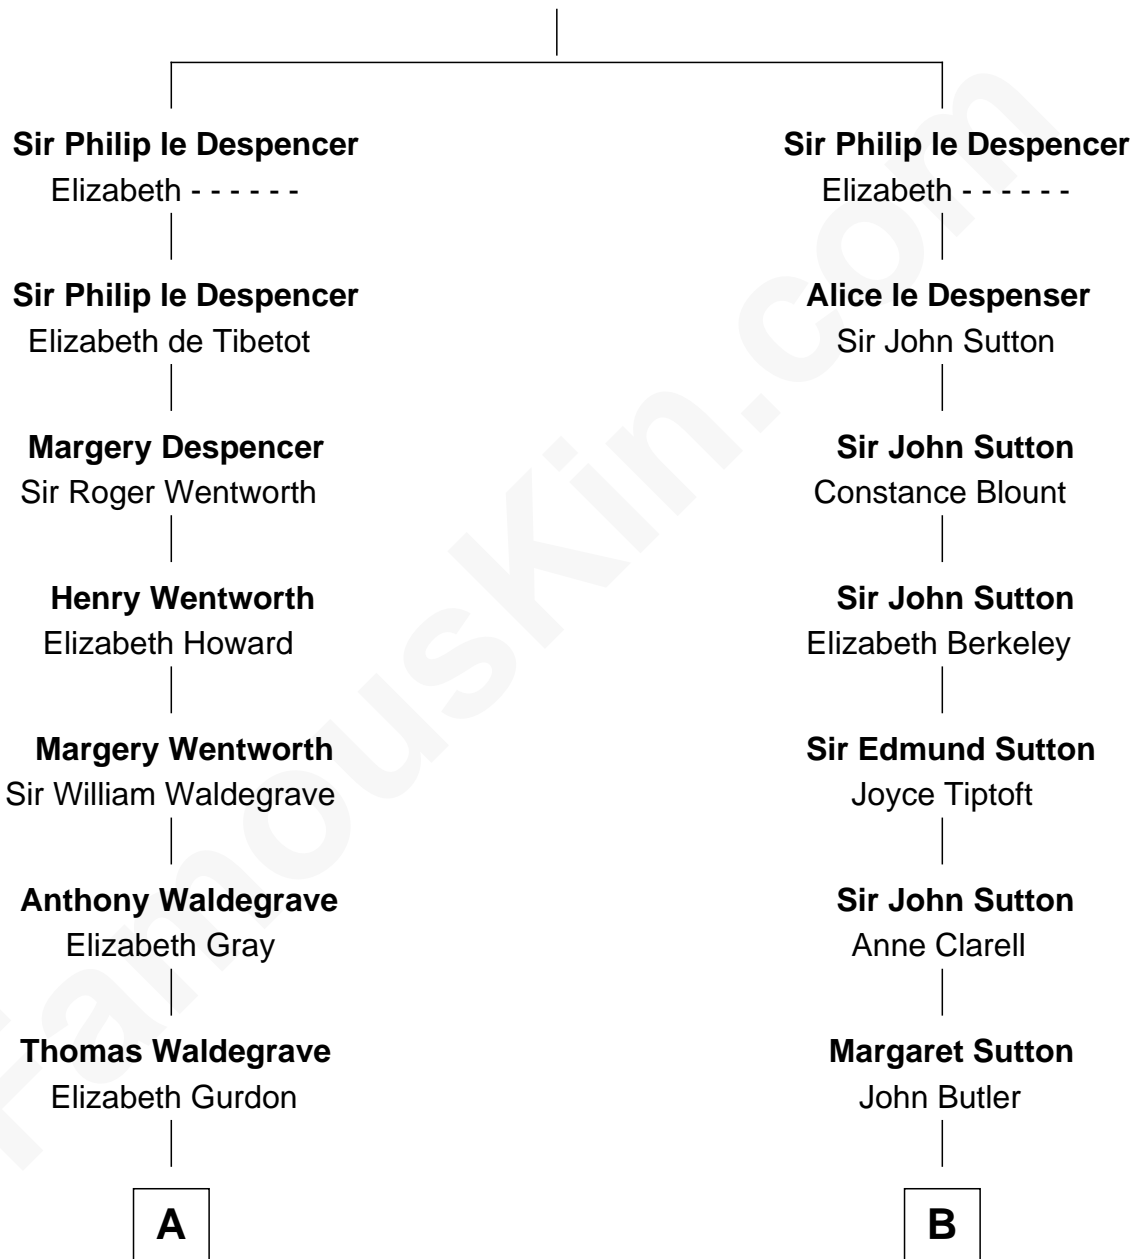 Sir Philip le Despencer
Elizabeth - - - - - -
Sir Philip le Despencer
Elizabeth de Tibetot
Margery Despencer
Sir Roger Wentworth
Henry Wentworth
Elizabeth Howard
Margery Wentworth
Sir William Waldegrave
Anthony Waldegrave
Elizabeth Gray
Thomas Waldegrave
Elizabeth Gurdon
A
Sir Philip le Despencer
Elizabeth - - - - - -
Alice le Despenser
Sir John Sutton
Sir John Sutton
Constance Blount
Sir John Sutton
Elizabeth Berkeley
Sir Edmund Sutton
Joyce Tiptoft
Sir John Sutton
Anne Clarell
Margaret Sutton
John Butler
B
FamousKin.com